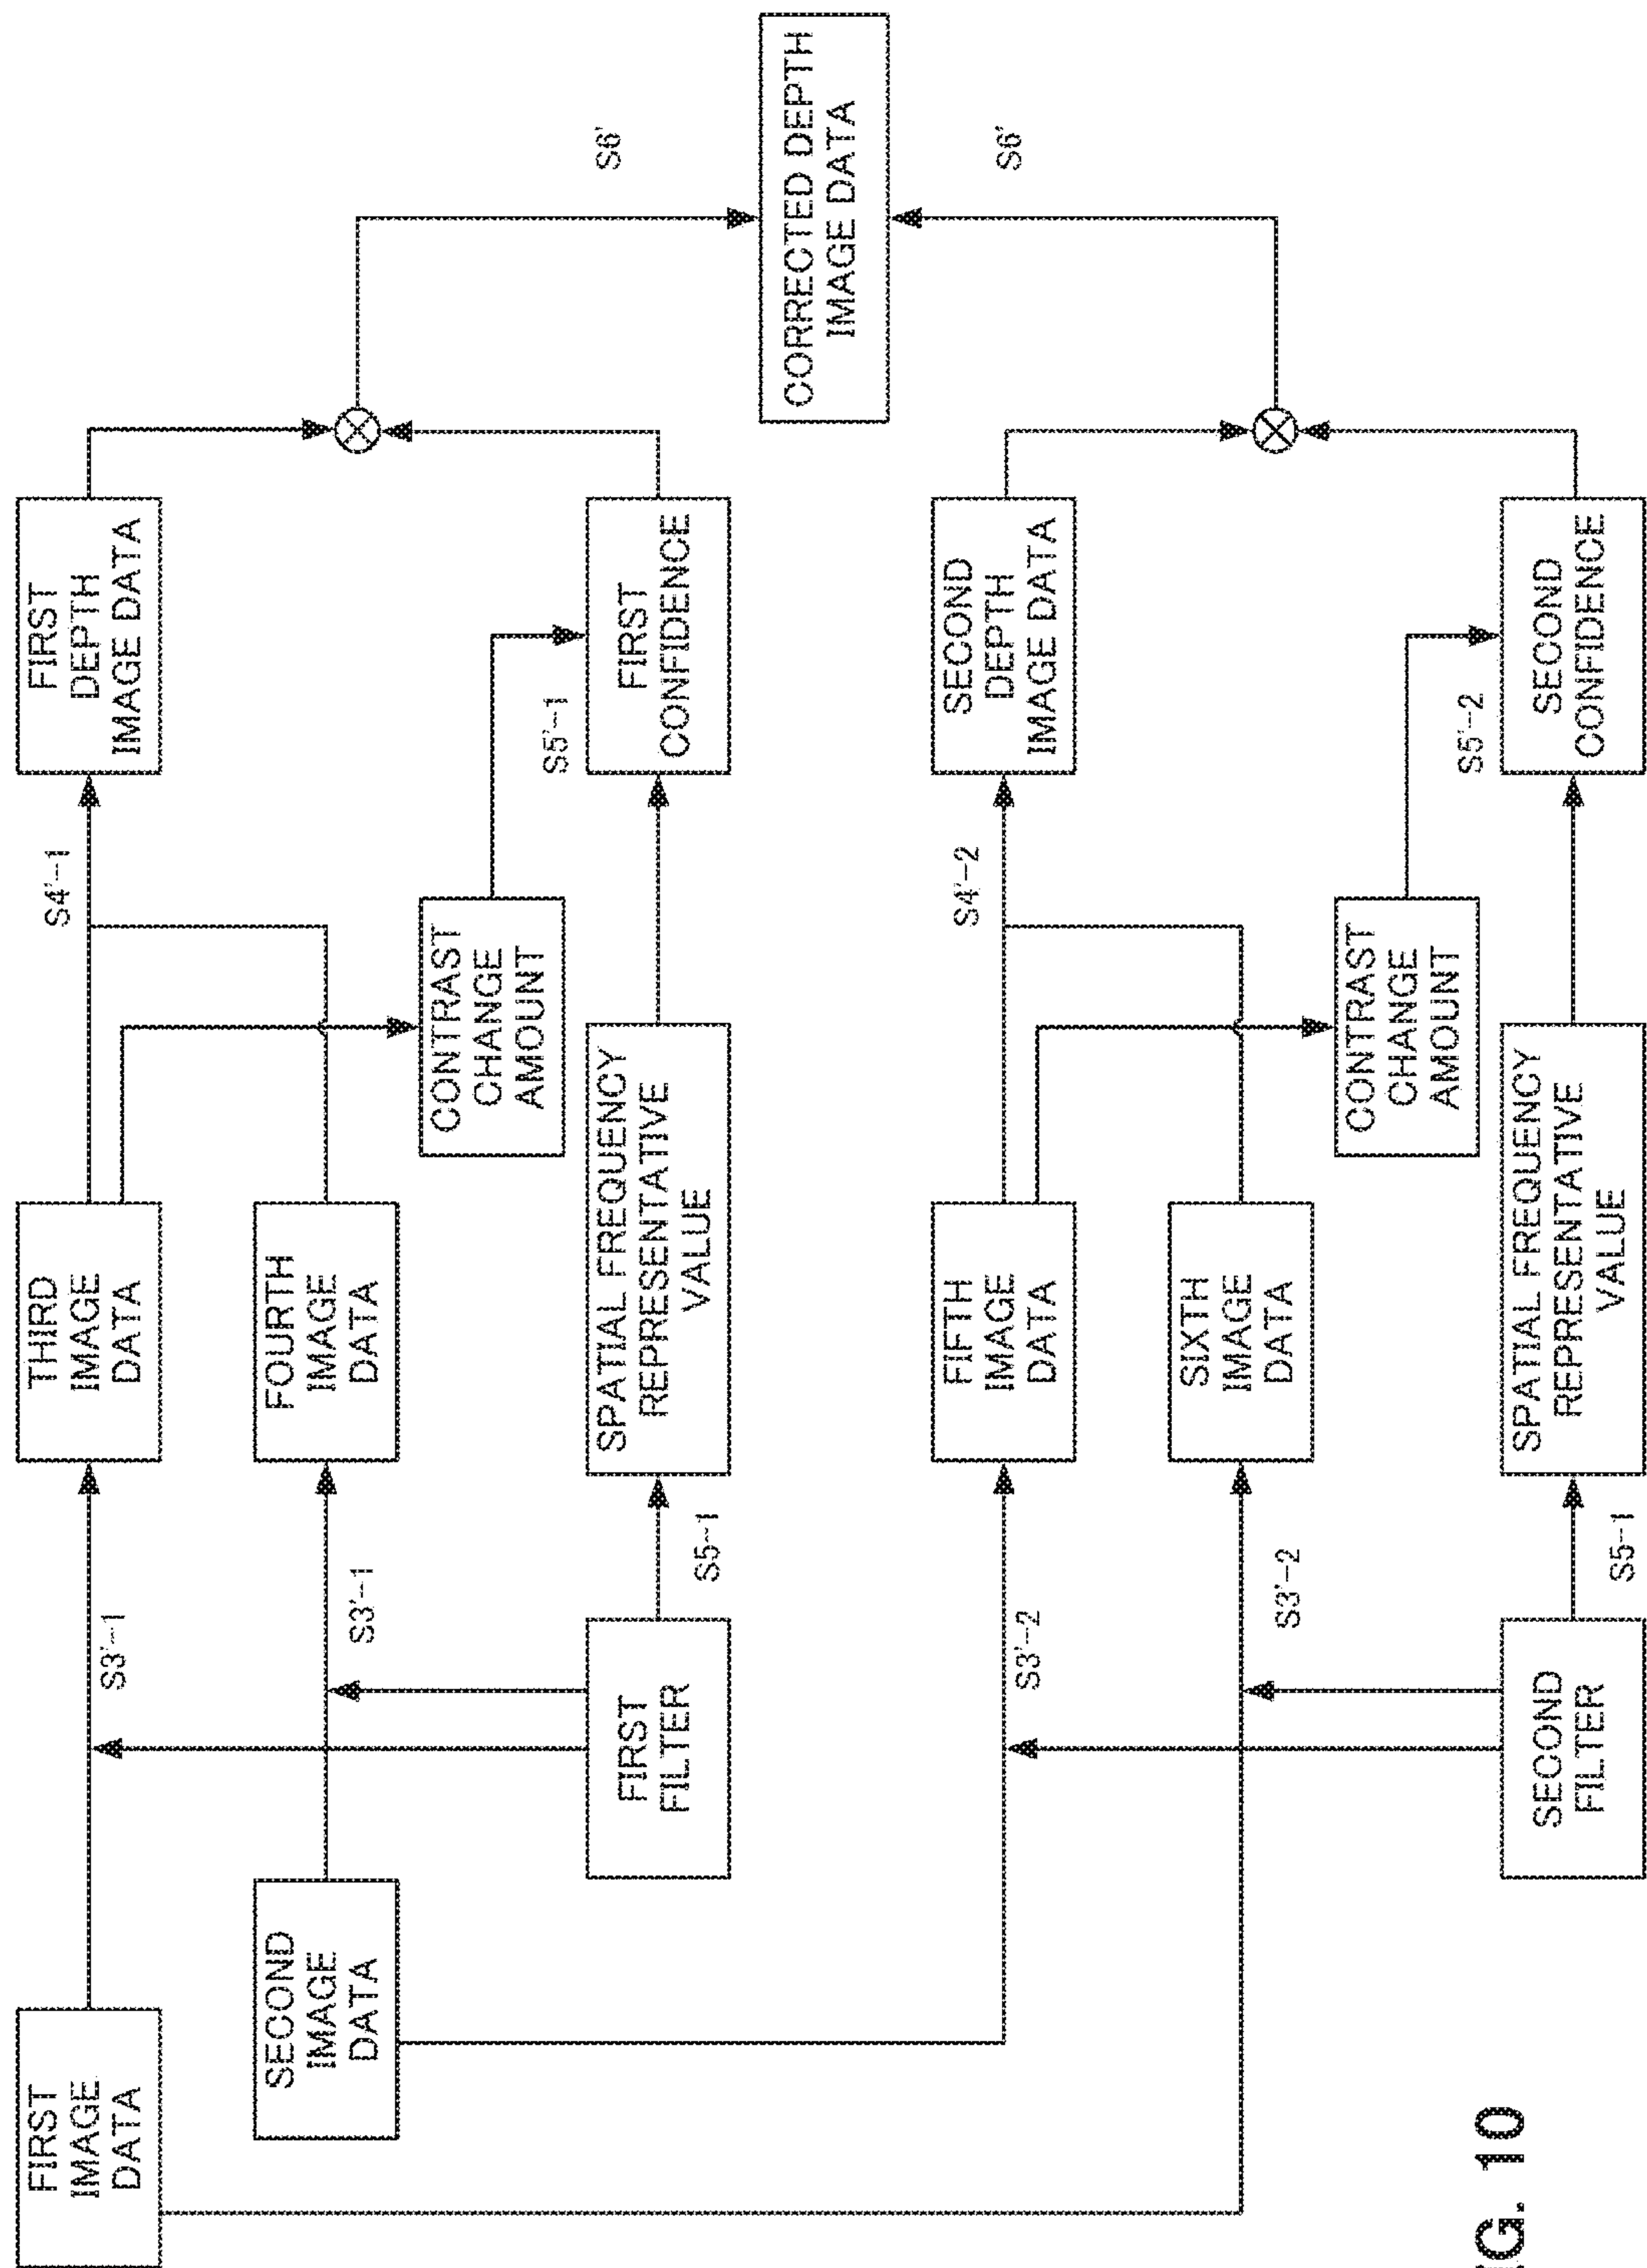 FIRST
IMAGE
DATA
SECOND
IMAGE
DATA
FIRST
FILTER
SECOND
FILTER
S3'-1
S3'-1
S5-1
S3'-2
S3'-2
S5-1
THIRD
IMAGE
DATA
FOURTH
IMAGE
DATA
SPATIAL FREQUENCY
REPRESENTATIVE
VALUE
FIFTH
IMAGE
DATA
SIXTH
IMAGE
DATA
SPATIAL FREQUENCY
REPRESENTATIVE
VALUE
CONTRAST
CHANGE
AMOUNT
CONTRAST
CHANGE
AMOUNT
S4'-1
S5'-1
S4'-2
S5'-2
FIRST
DEPTH
IMAGE DATA
FIRST
CONFIDENCE
SECOND
DEPTH
IMAGE DATA
SECOND
CONFIDENCE
S6'
S6'
CORRECTED DEPTH
IMAGE DATA
G. 10